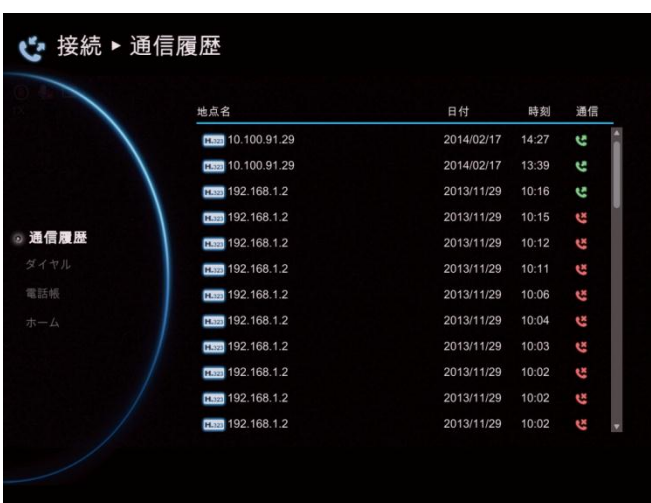 接続 ▸ 通信履歴
地点名 日付 時刻 通信
H.323 10.100.91.29 2014/02/17 14:27
H.323 10.100.91.29 2014/02/17 13:39
H.323 192.168.1.2 2013/11/29 10:16
H.323 192.168.1.2 2013/11/29 10:15
通信履歴
H.323 192.168.1.2 2013/11/29 10:12
ダイヤル
H.323 192.168.1.2 2013/11/29 10:11
電話帳
H.323 192.168.1.2 2013/11/29 10:06
ホーム
H.323 192.168.1.2 2013/11/29 10:04
H.323 192.168.1.2 2013/11/29 10:03
H.323 192.168.1.2 2013/11/29 10:02
H.323 192.168.1.2 2013/11/29 10:02
H.323 192.168.1.2 2013/11/29 10:02